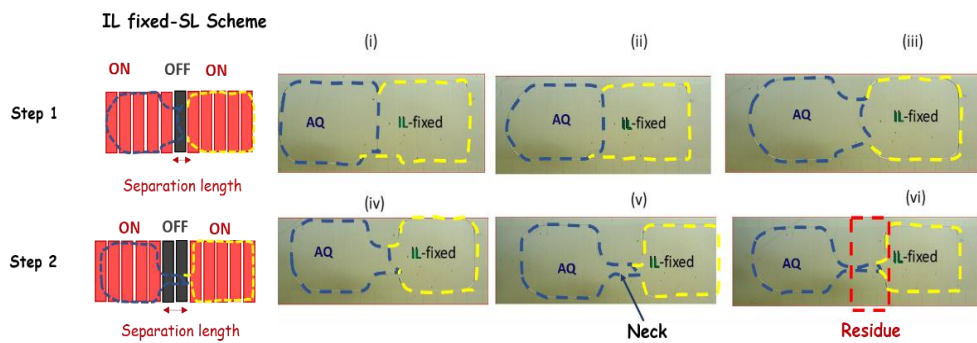 IL fixed-SL Scheme
(i)
(ii)
(iii)
ON OFF ON
Step 1
AQ IL-fixed
AQ IL-fixed
AQ IL-fixed
Separation length
(iv)
(v)
(vi)
ON OFF ON
Step 2
AQ IL-fixed
AQ IL-fixed
AQ IL-fixed
Separation length
Neck
Residue